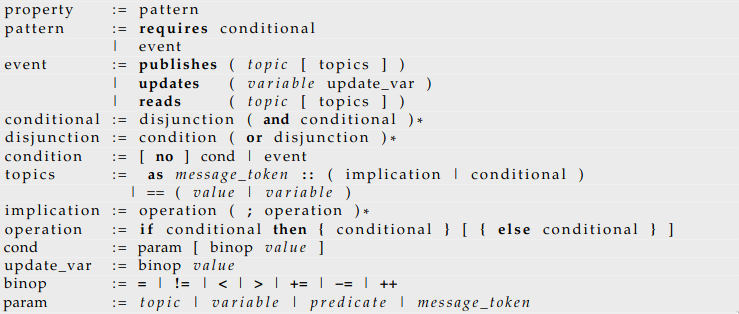 property := pattern
pattern := requires conditional
| event
event := publishes ( topic [ topics ] )
| updates ( variable update_var )
| reads ( topic [ topics ] )
conditional := disjunction ( and conditional )*
disjunction := condition ( or disjunction )*
condition := [ no ] cond | event
topics := as message_token :: ( implication | conditional )
| == ( value | variable )
implication := operation ( ; operation )*
operation := if conditional then { conditional } [ { else conditional } ]
cond := param [ binop value ]
update_var := binop value
binop := = | != | < | > | += | -= | ++
param := topic | variable | predicate | message_token